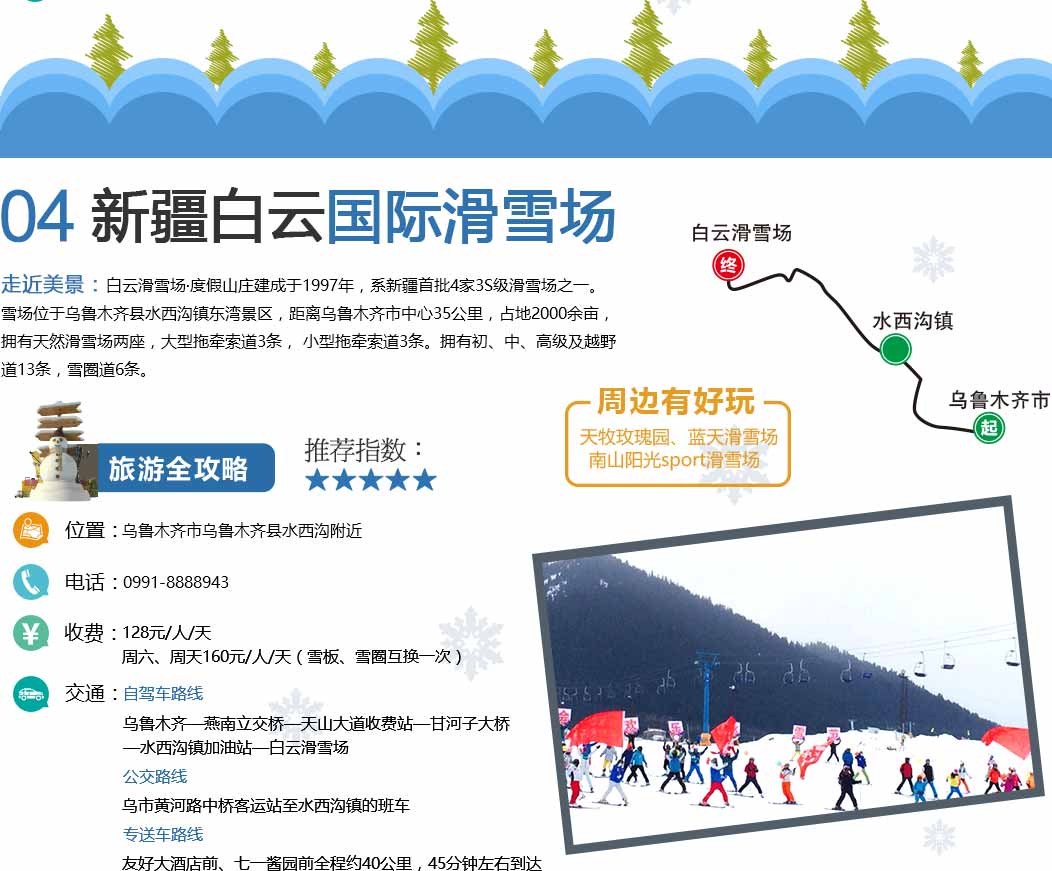 04 新疆白云国际滑雪场
走近美景：白云滑雪场·度假山庄建成于1997年，系新疆首批4家3S级滑雪场之一。
雪场位于乌鲁木齐县水西沟镇东湾景区，距离乌鲁木齐市中心35公里，占地2000余亩，
拥有天然滑雪场两座，大型拖牵索道3条， 小型拖牵索道3条。拥有初、中、高级及越野
道13条，雪圈道6条。
白云滑雪场
终
水西沟镇
乌鲁木齐市
起
周边有好玩
天牧玫瑰园、蓝天滑雪场
南山阳光sport滑雪场
旅游全攻略
推荐指数：
★★★★★
位置：乌鲁木齐市乌鲁木齐县水西沟附近
电话：0991-8888943
¥ 收费：128元/人/天
周六、周天160元/人/天（雪板、雪圈互换一次）
交通：自驾车路线
乌鲁木齐—燕南立交桥—天山大道收费站—甘河子大桥
—水西沟镇加油站—白云滑雪场
公交路线
乌市黄河路中桥客运站至水西沟镇的班车
专送车路线
友好大酒店前、七一酱园前全程约40公里，45分钟左右到达
欢 乐